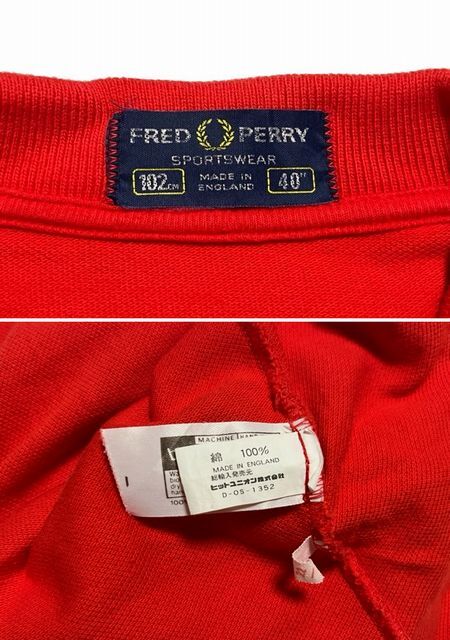 FRED PERRY
SPORTSWEAR
102CM MADE IN ENGLAND 40"
MACHINE
綿 100%
MADE IN ENGLAND
総輸入発売元
ヒットユニオン株式会社
D-05-1352